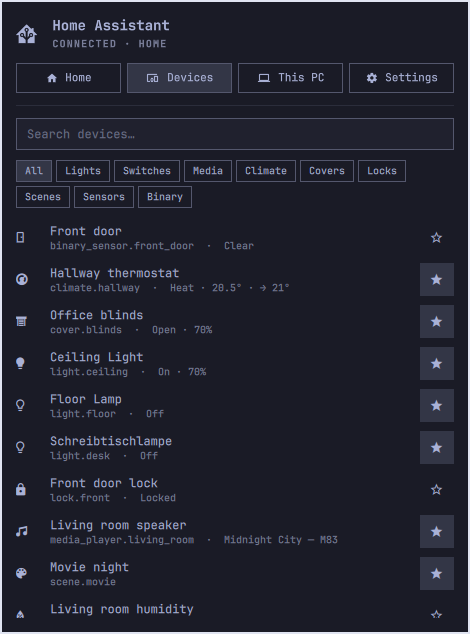 Home Assistant
CONNECTED · HOME
Home Devices This PC Settings
Search devices…
All Lights Switches Media Climate Covers Locks
Scenes Sensors Binary
Front door
binary_sensor.front_door · Clear
Hallway thermostat
climate.hallway · Heat · 20.5° · → 21°
Office blinds
cover.blinds · Open · 70%
Ceiling Light
light.ceiling · On · 70%
Floor Lamp
light.floor · Off
Schreibtischlampe
light.desk · Off
Front door lock
lock.front · Locked
Living room speaker
media_player.living_room · Midnight City — M83
Movie night
scene.movie
Living room humidity